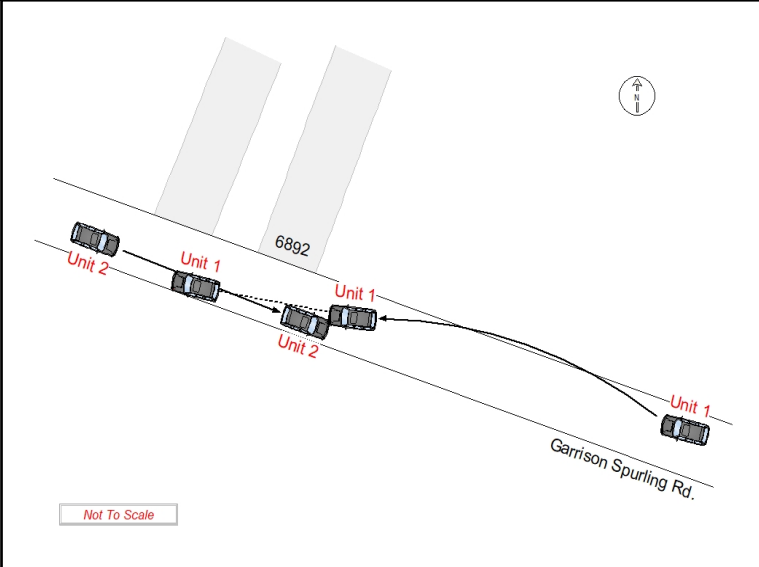 N
6892
Unit 2
Unit 1
Unit 1
Unit 2
Unit 1
Garrison Spurling Rd.
Not To Scale